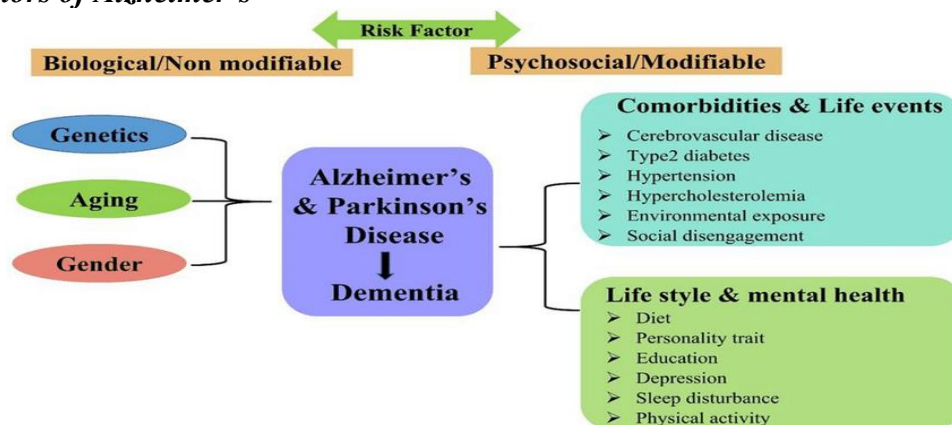 of Alzheimer's
Risk Factor
Biological/Non modifiable
Psychosocial/Modifiable
Genetics
Aging
Gender
Alzheimer's
& Parkinson's
Disease
Dementia
Comorbidities & Life events
➢ Cerebrovascular disease
➢ Type2 diabetes
➢ Hypertension
➢ Hypercholesterolemia
➢ Environmental exposure
➢ Social disengagement
Life style & mental health
➢ Diet
➢ Personality trait
➢ Education
➢ Depression
➢ Sleep disturbance
➢ Physical activity